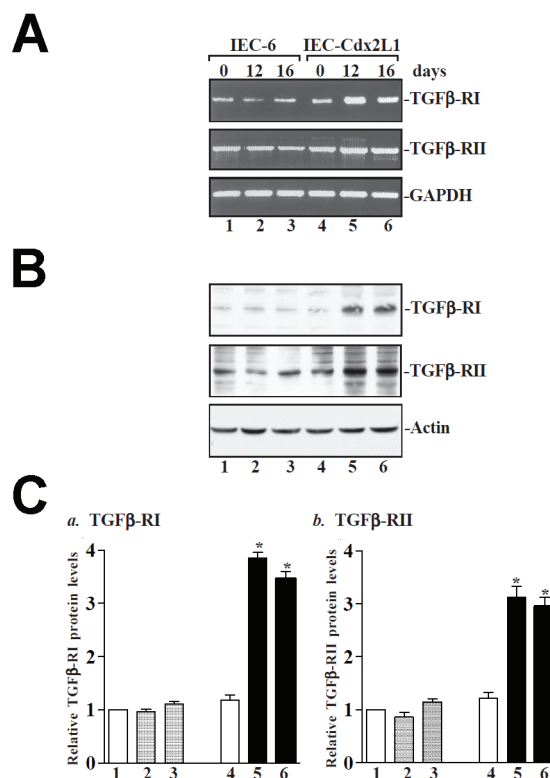 A
IEC-6 IEC-Cdx2L1
0 12 16 0 12 16 days
-TGFβ-RI
-TGFβ-RII
-GAPDH
1 2 3 4 5 6
B
-TGFβ-RI
-TGFβ-RII
-Actin
1 2 3 4 5 6
C
a. TGFβ-RI
Relative TGFβ-RI protein levels
4
3
2
1
0
* *
1 2 3 4 5 6
b. TGFβ-RII
Relative TGFβ-RII protein levels
4
3
2
1
0
* *
1 2 3 4 5 6